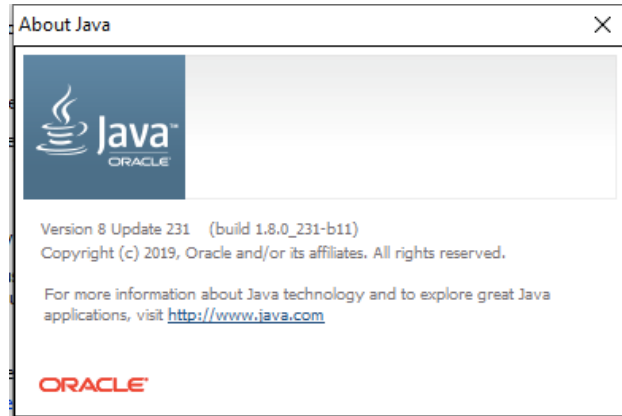 About Java
Java™
ORACLE
Version 8 Update 231 (build 1.8.0_231-b11)
Copyright (c) 2019, Oracle and/or its affiliates. All rights reserved.
For more information about Java technology and to explore great Java
applications, visit http://www.java.com
ORACLE